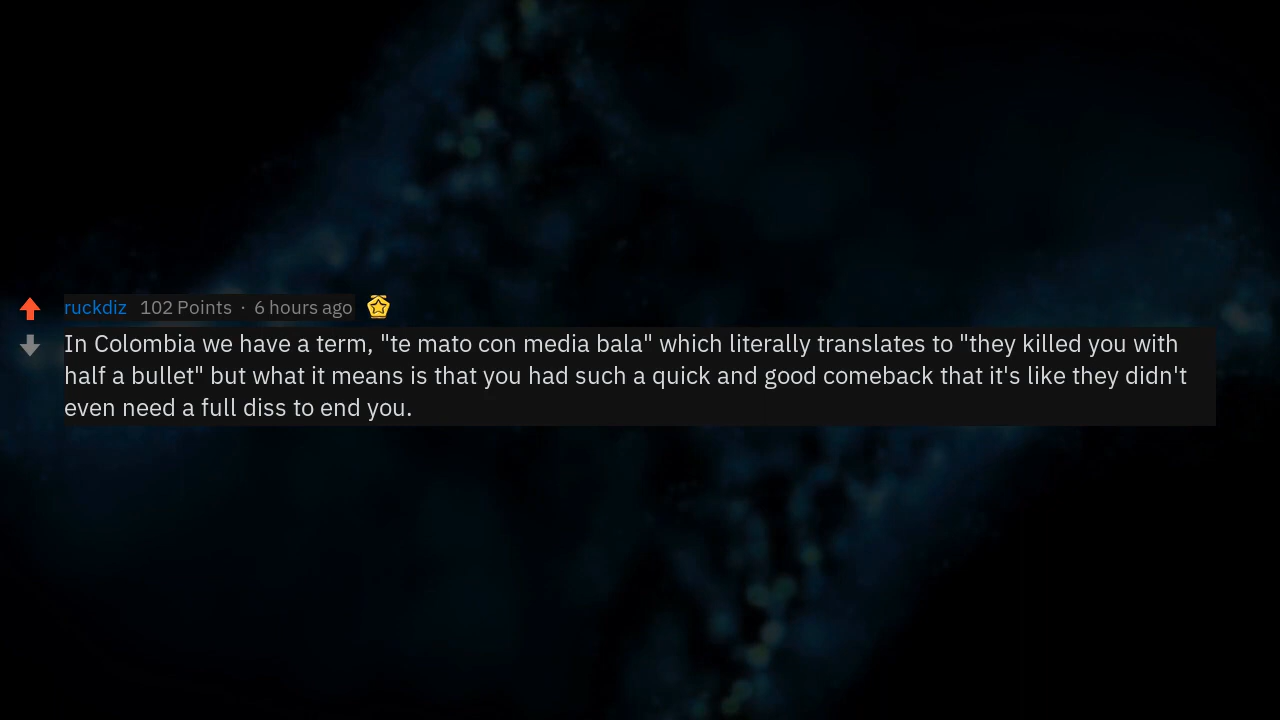 ruckdiz 102 Points · 6 hours ago
In Colombia we have a term, "te mato con media bala" which literally translates to "they killed you with
half a bullet" but what it means is that you had such a quick and good comeback that it's like they didn't
even need a full diss to end you.